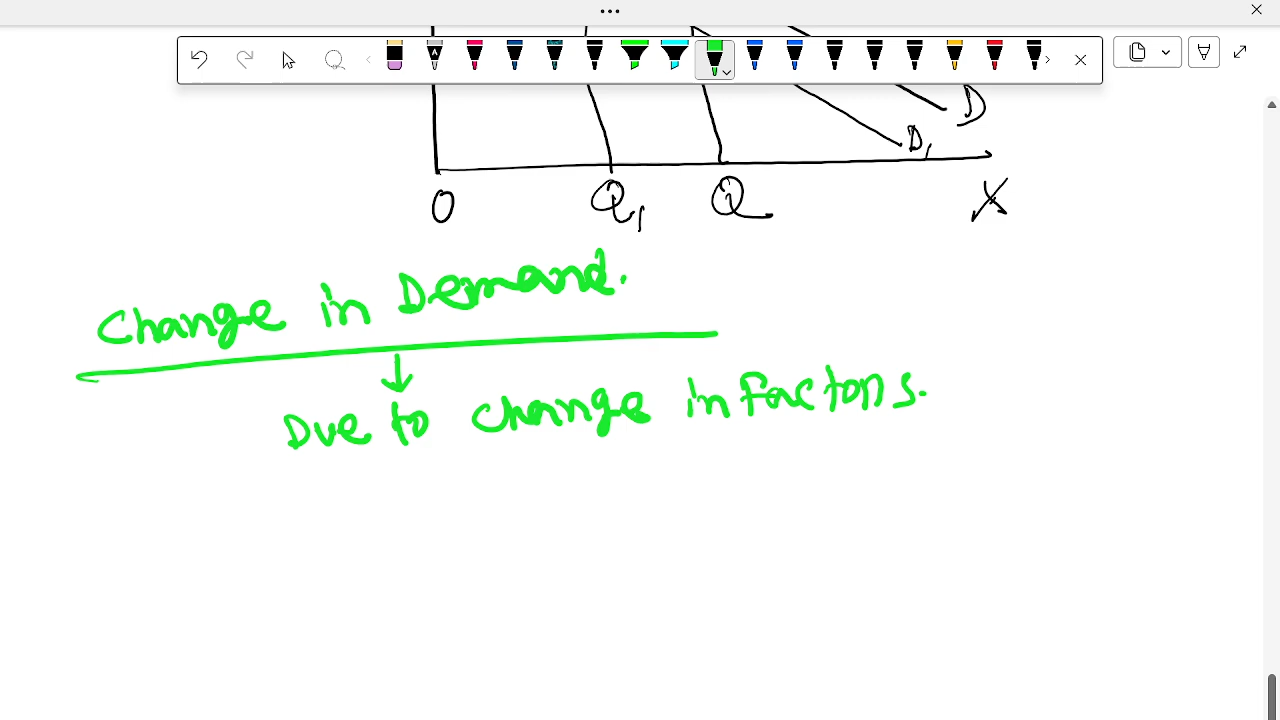 D
D1
O Q1 Q X
Change in Demand.
Due to change in factors.